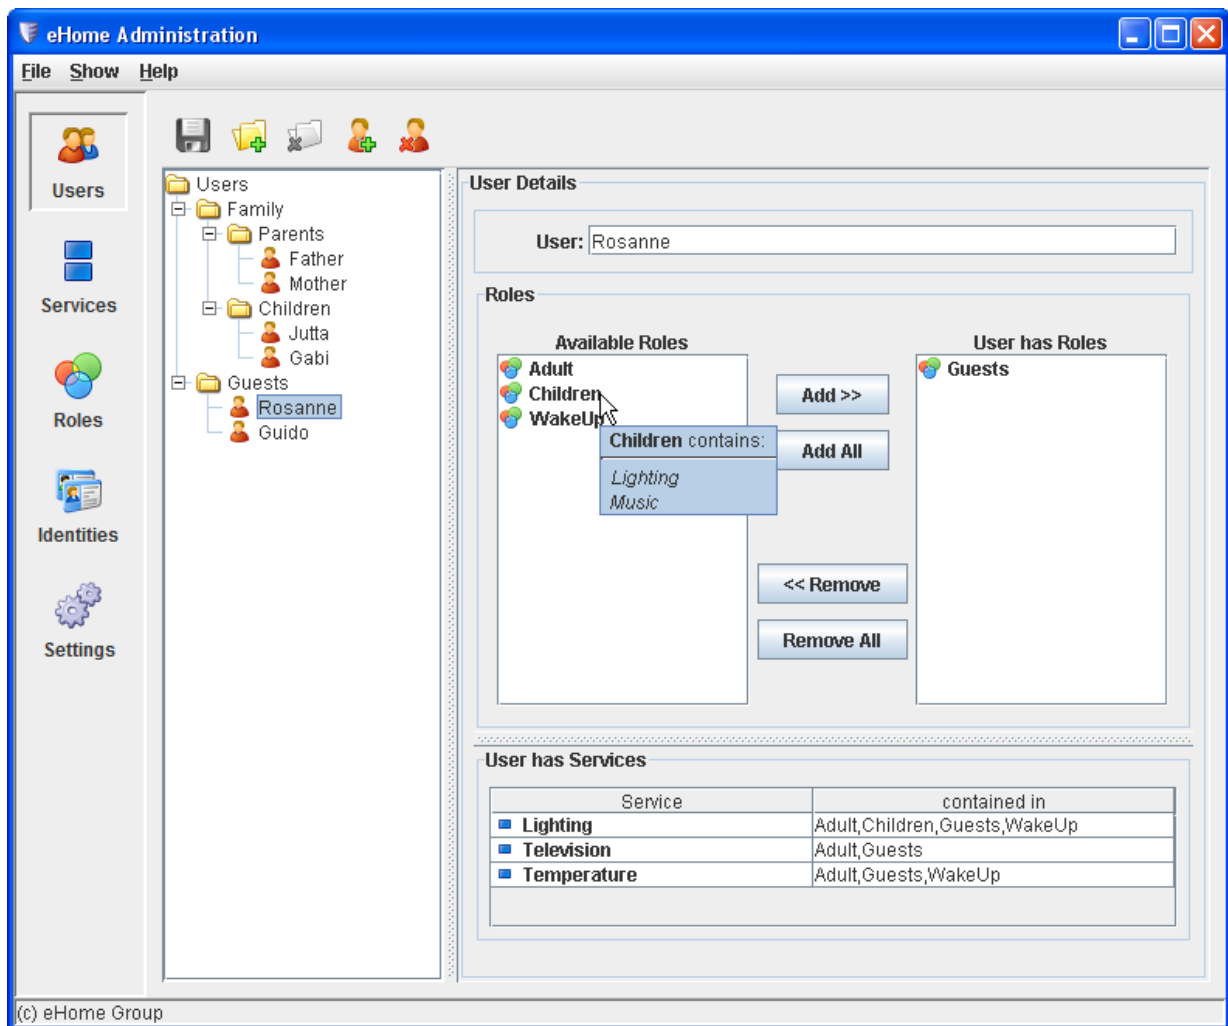 eHome Administration
File Show Help
Users
Services
Roles
Identities
Settings
Users
Family
Parents
Father
Mother
Children
Jutta
Gabi
Guests
Rosanne
Guido
User Details
User: Rosanne
Roles
Available Roles
Adult
Children
WakeUp
Children contains:
Lighting
Music
Add >>
Add All
<< Remove
Remove All
User has Roles
Guests
User has Services
Service contained in
Lighting Adult,Children,Guests,WakeUp
Television Adult,Guests
Temperature Adult,Guests,WakeUp
(c) eHome Group